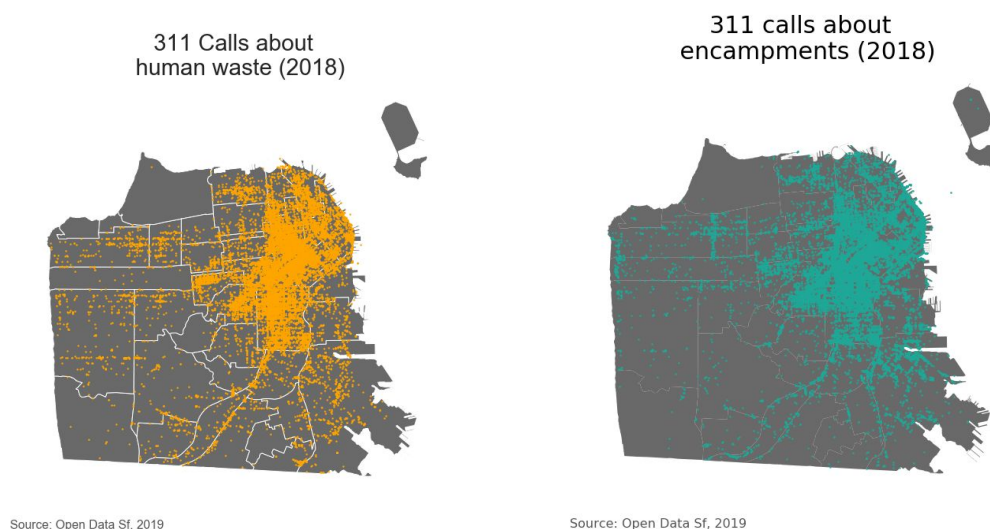 311 Calls about
human waste (2018)
311 calls about
encampments (2018)
Source: Open Data Sf, 2019
Source: Open Data Sf, 2019